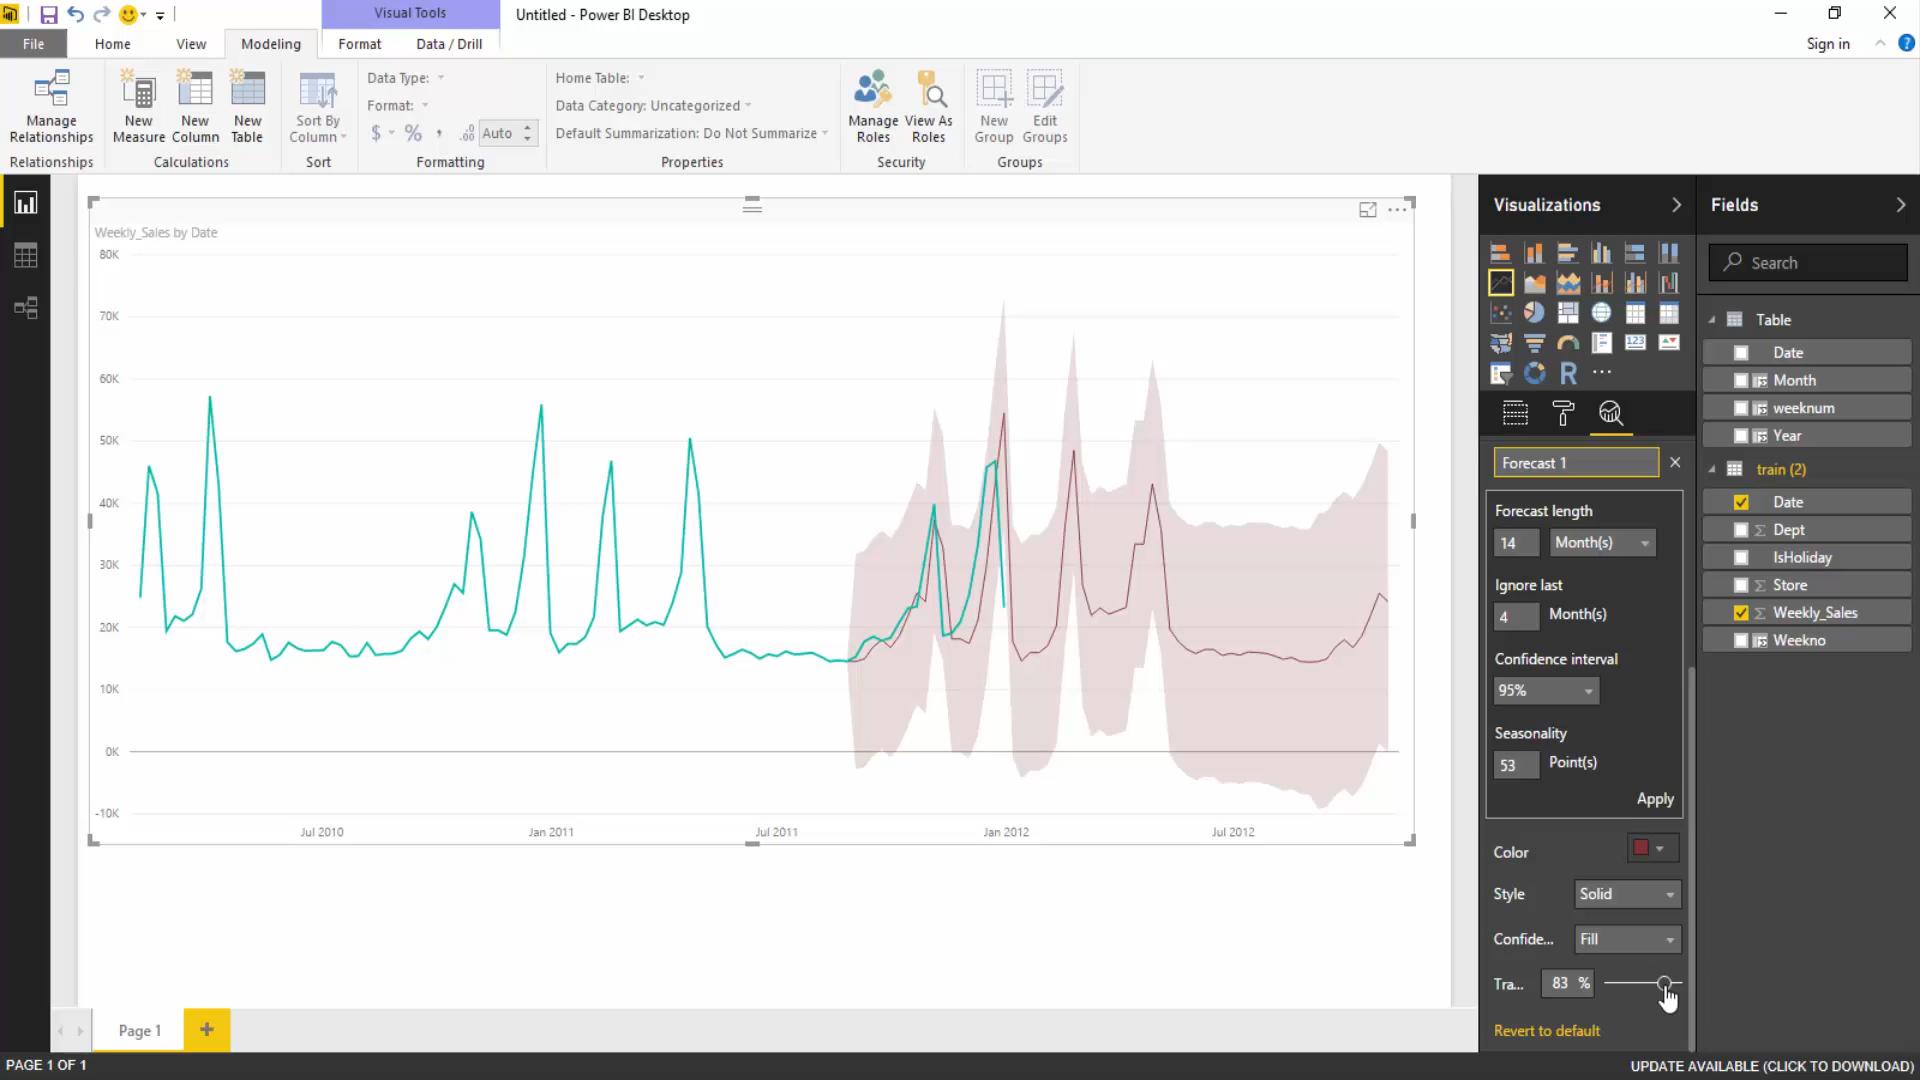 Visual Tools
Untitled - Power BI Desktop
File
Home
View
Modeling
Format
Data / Drill
Sign in
?
Manage Relationships
New Measure
New Column
New Table
Sort By Column
Data Type:
Format:
$ % , .00 Auto
Home Table:
Data Category: Uncategorized
Default Summarization: Do Not Summarize
Manage Roles
View As Roles
New Group
Edit Groups
Relationships
Calculations
Sort
Formatting
Properties
Security
Groups
Weekly_Sales by Date
80K
70K
60K
50K
40K
30K
20K
10K
0K
-10K
Jul 2010
Jan 2011
Jul 2011
Jan 2012
Jul 2012
Visualizations
123
R
Forecast 1
Forecast length
14 Month(s)
Ignore last
4 Month(s)
Confidence interval
95%
Seasonality
53 Point(s)
Apply
Color
Style Solid
Confide... Fill
Tra... 83 %
Revert to default
Fields
Search
Table
Date
Month
weeknum
Year
train (2)
Date
Dept
IsHoliday
Store
Weekly_Sales
Weekno
Page 1
PAGE 1 OF 1
UPDATE AVAILABLE (CLICK TO DOWNLOAD)